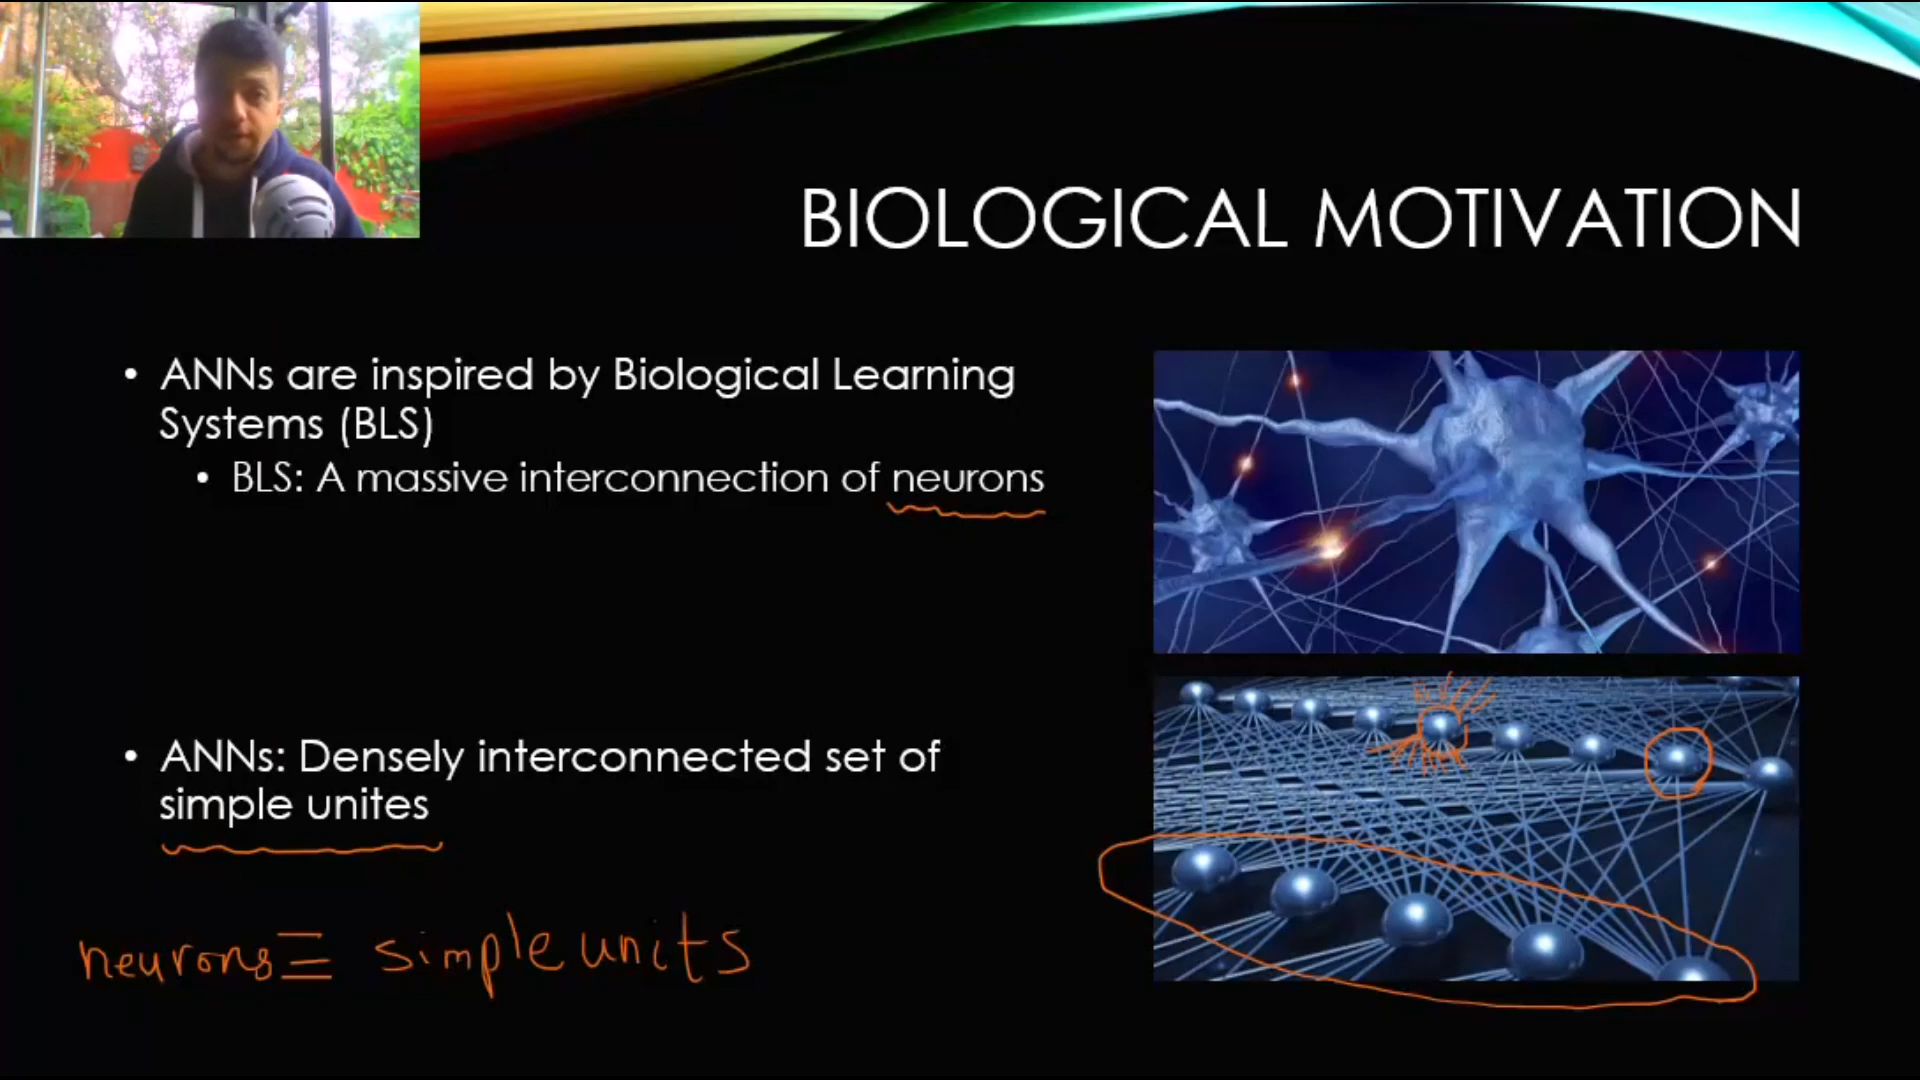 BIOLOGICAL MOTIVATION
• ANNs are inspired by Biological Learning
Systems (BLS)
• BLS: A massive interconnection of neurons
• ANNs: Densely interconnected set of
simple unites
neurons ≡ simple units